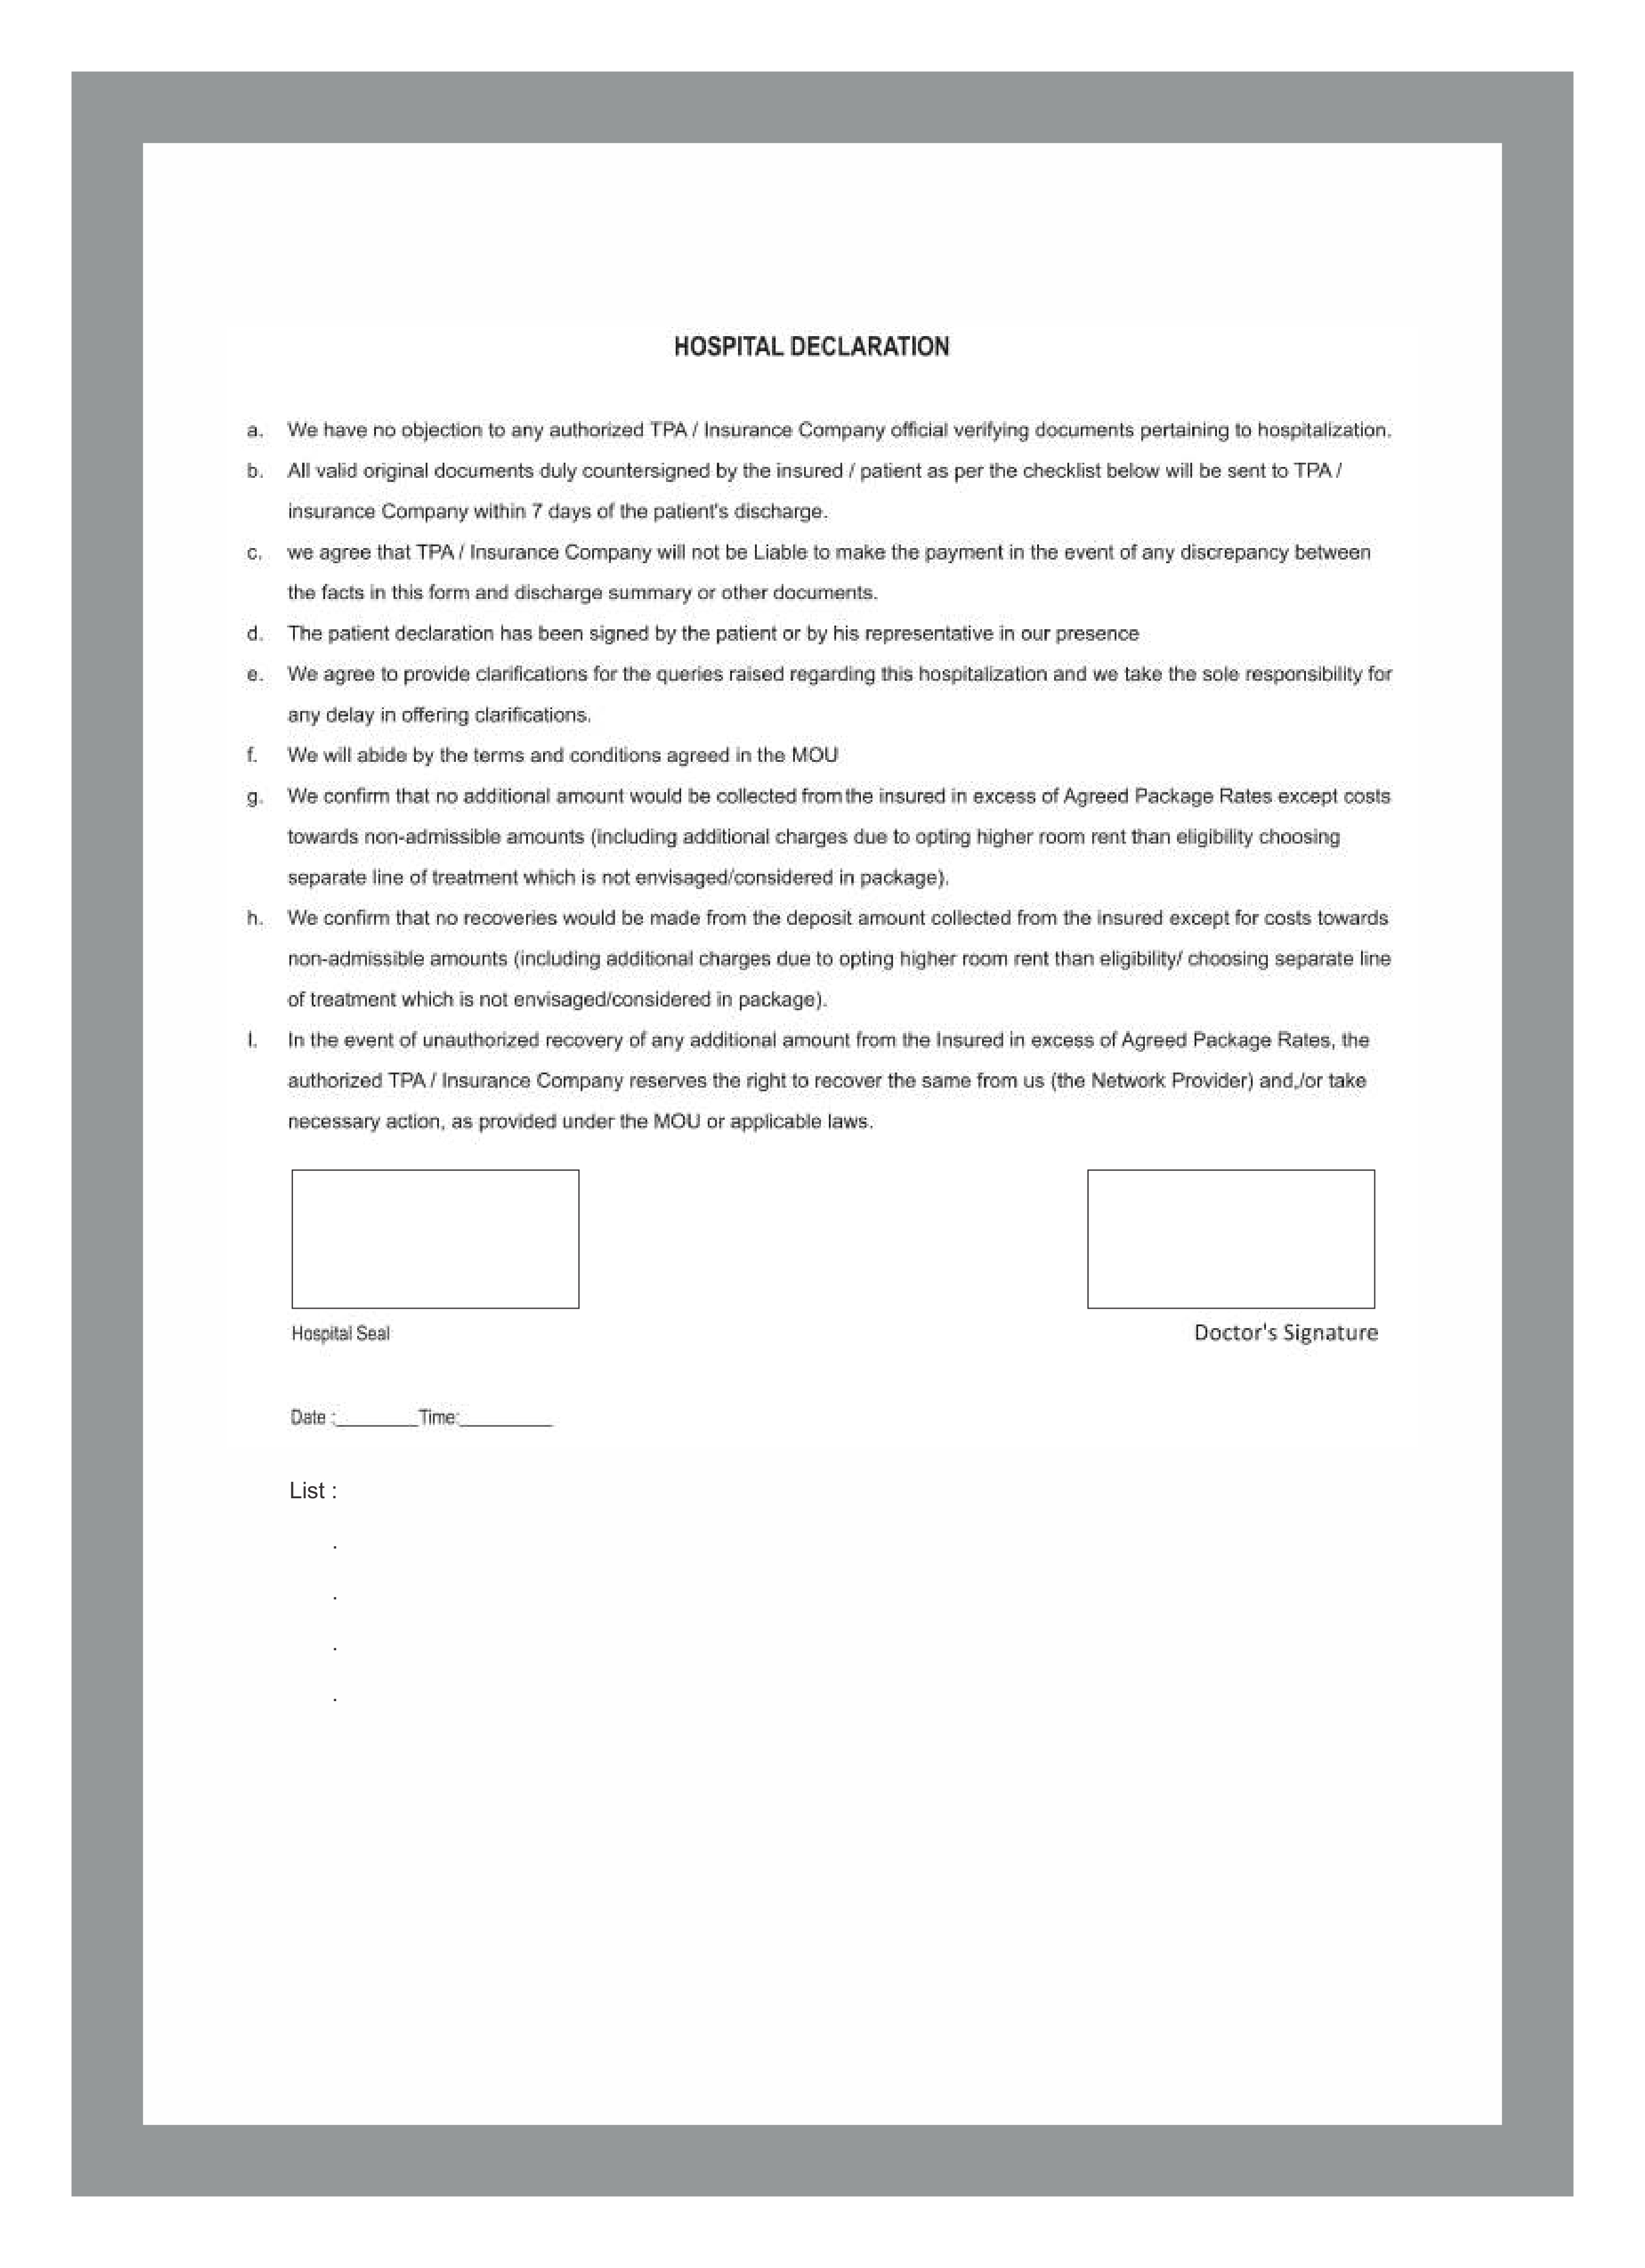 HOSPITAL DECLARATION
a. We have no objection to any authorized TPA / Insurance Company official verifying documents pertaining to hospitalization.
b. All valid original documents duly countersigned by the insured / patient as per the checklist below will be sent to TPA /
insurance Company within 7 days of the patient's discharge.
c. we agree that TPA / Insurance Company will not be Liable to make the payment in the event of any discrepancy between
the facts in this form and discharge summary or other documents.
d. The patient declaration has been signed by the patient or by his representative in our presence
e. We agree to provide clarifications for the queries raised regarding this hospitalization and we take the sole responsibility for
any delay in offering clarifications.
f. We will abide by the terms and conditions agreed in the MOU
g. We confirm that no additional amount would be collected from the insured in excess of Agreed Package Rates except costs
towards non-admissible amounts (including additional charges due to opting higher room rent than eligibility choosing
separate line of treatment which is not envisaged/considered in package).
h. We confirm that no recoveries would be made from the deposit amount collected from the insured except for costs towards
non-admissible amounts (including additional charges due to opting higher room rent than eligibility/ choosing separate line
of treatment which is not envisaged/considered in package).
I. In the event of unauthorized recovery of any additional amount from the Insured in excess of Agreed Package Rates, the
authorized TPA / Insurance Company reserves the right to recover the same from us (the Network Provider) and,/or take
necessary action, as provided under the MOU or applicable laws.
Hospital Seal Doctor's Signature
Date :________Time:_________
List :
.
.
.
.